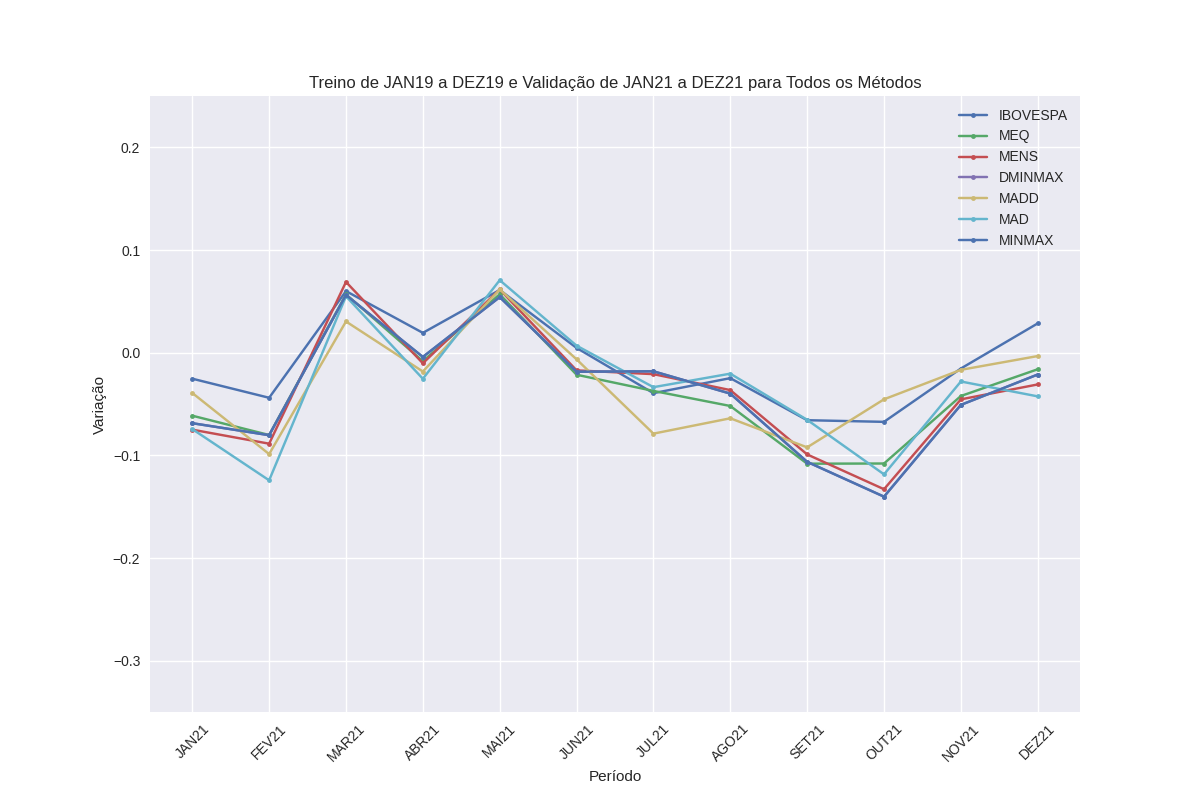 Treino de JAN19 a DEZ19 e Validação de JAN21 a DEZ21 para Todos os Métodos
IBOVESPA
MEQ
MENS
DMINMAX
MADD
MAD
MINMAX
0.2
0.1
0.0
−0.1
−0.2
−0.3
Variação
JAN21
FEV21
MAR21
ABR21
MAI21
JUN21
JUL21
AGO21
SET21
OUT21
NOV21
DEZ21
Período